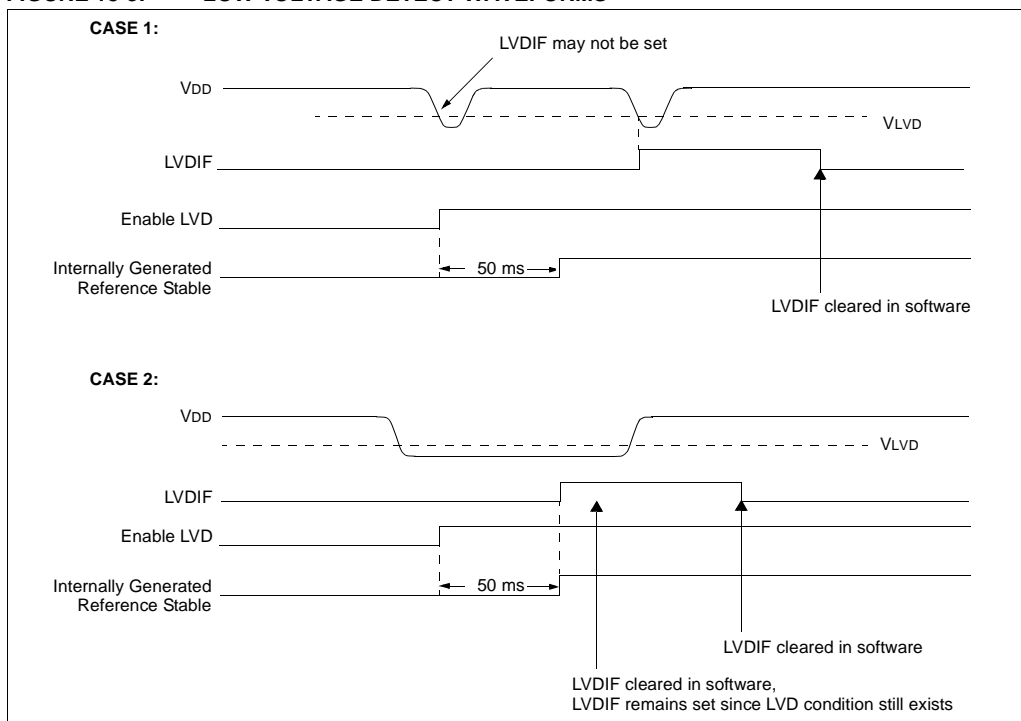 CASE 1:
LVDIF may not be set
VDD
VLVD
LVDIF
Enable LVD
50 ms
Internally Generated
Reference Stable
LVDIF cleared in software
CASE 2:
VDD
VLVD
LVDIF
Enable LVD
50 ms
Internally Generated
Reference Stable
LVDIF cleared in software
LVDIF cleared in software,
LVDIF remains set since LVD condition still exists